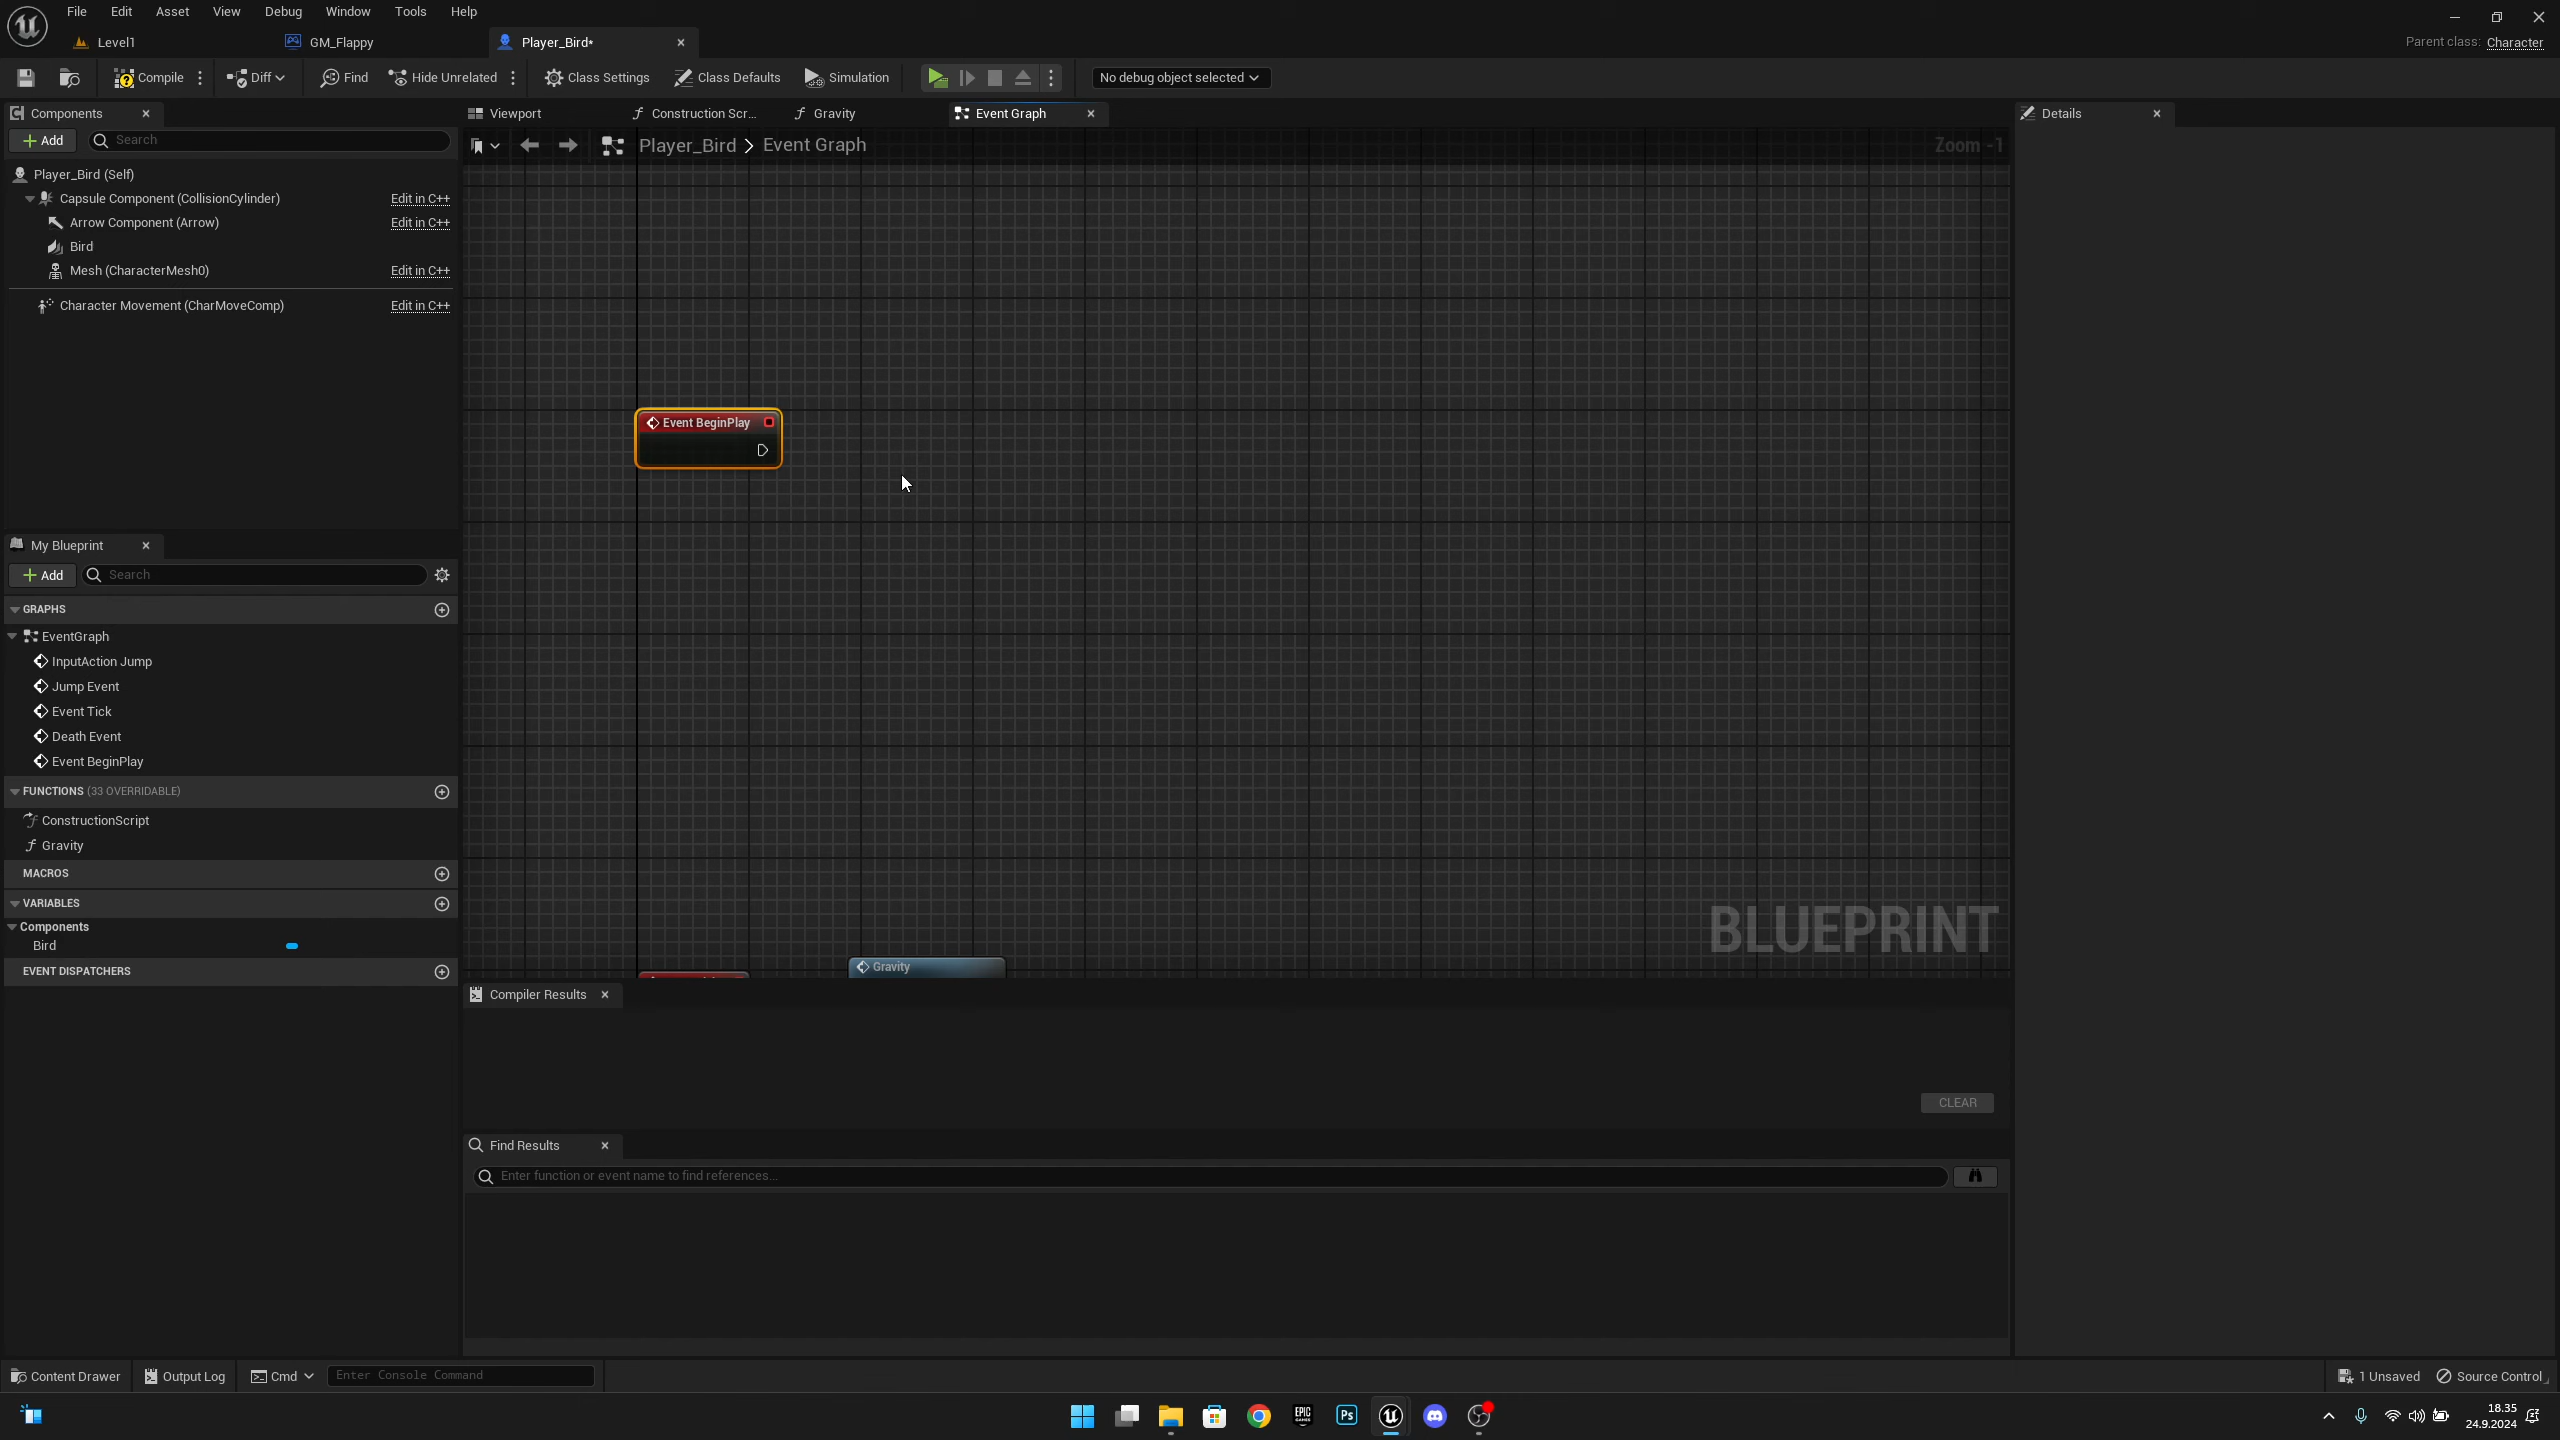 File Edit Asset View Debug Window Tools Help
Level1 GM_Flappy Player_Bird* Parent class: Character
Compile Diff Find Hide Unrelated Class Settings Class Defaults Simulation No debug object selected
Components Viewport Construction Scr... Gravity Event Graph Details
Add Search Player_Bird > Event Graph Zoom -1
Player_Bird (Self)
Capsule Component (CollisionCylinder) Edit in C++
Arrow Component (Arrow) Edit in C++
Bird
Mesh (CharacterMesh0) Edit in C++
Character Movement (CharMoveComp) Edit in C++
Event BeginPlay
My Blueprint
Add Search
GRAPHS
EventGraph
InputAction Jump
Jump Event
Event Tick
Death Event
Event BeginPlay
FUNCTIONS (33 OVERRIDABLE)
ConstructionScript
Gravity
MACROS
VARIABLES
Components
Bird
EVENT DISPATCHERS
BLUEPRINT
Gravity
Compiler Results
CLEAR
Find Results
Enter function or event name to find references...
Content Drawer Output Log Cmd Enter Console Command 1 Unsaved Source Control
EPIC GAMES Ps
18.35
24.9.2024